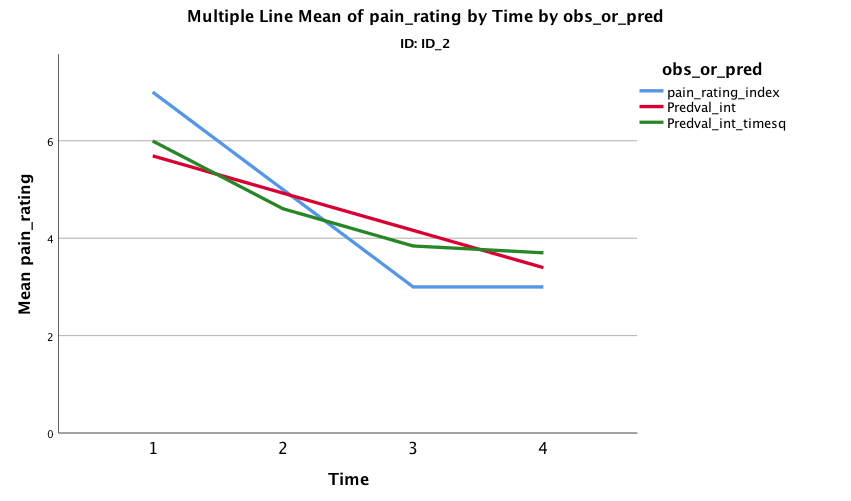 Multiple Line Mean of pain_rating by Time by obs_or_pred
ID: ID_2
obs_or_pred
pain_rating_index
Predval_int
Predval_int_timesq
Mean pain_rating
6
4
2
0
1 2 3 4
Time